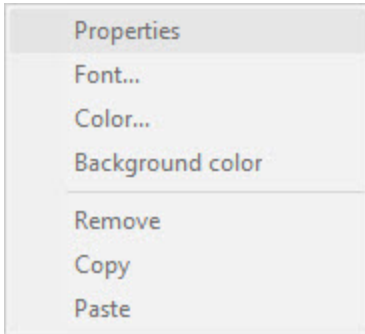 Properties
Font...
Color...
Background color
Remove
Copy
Paste